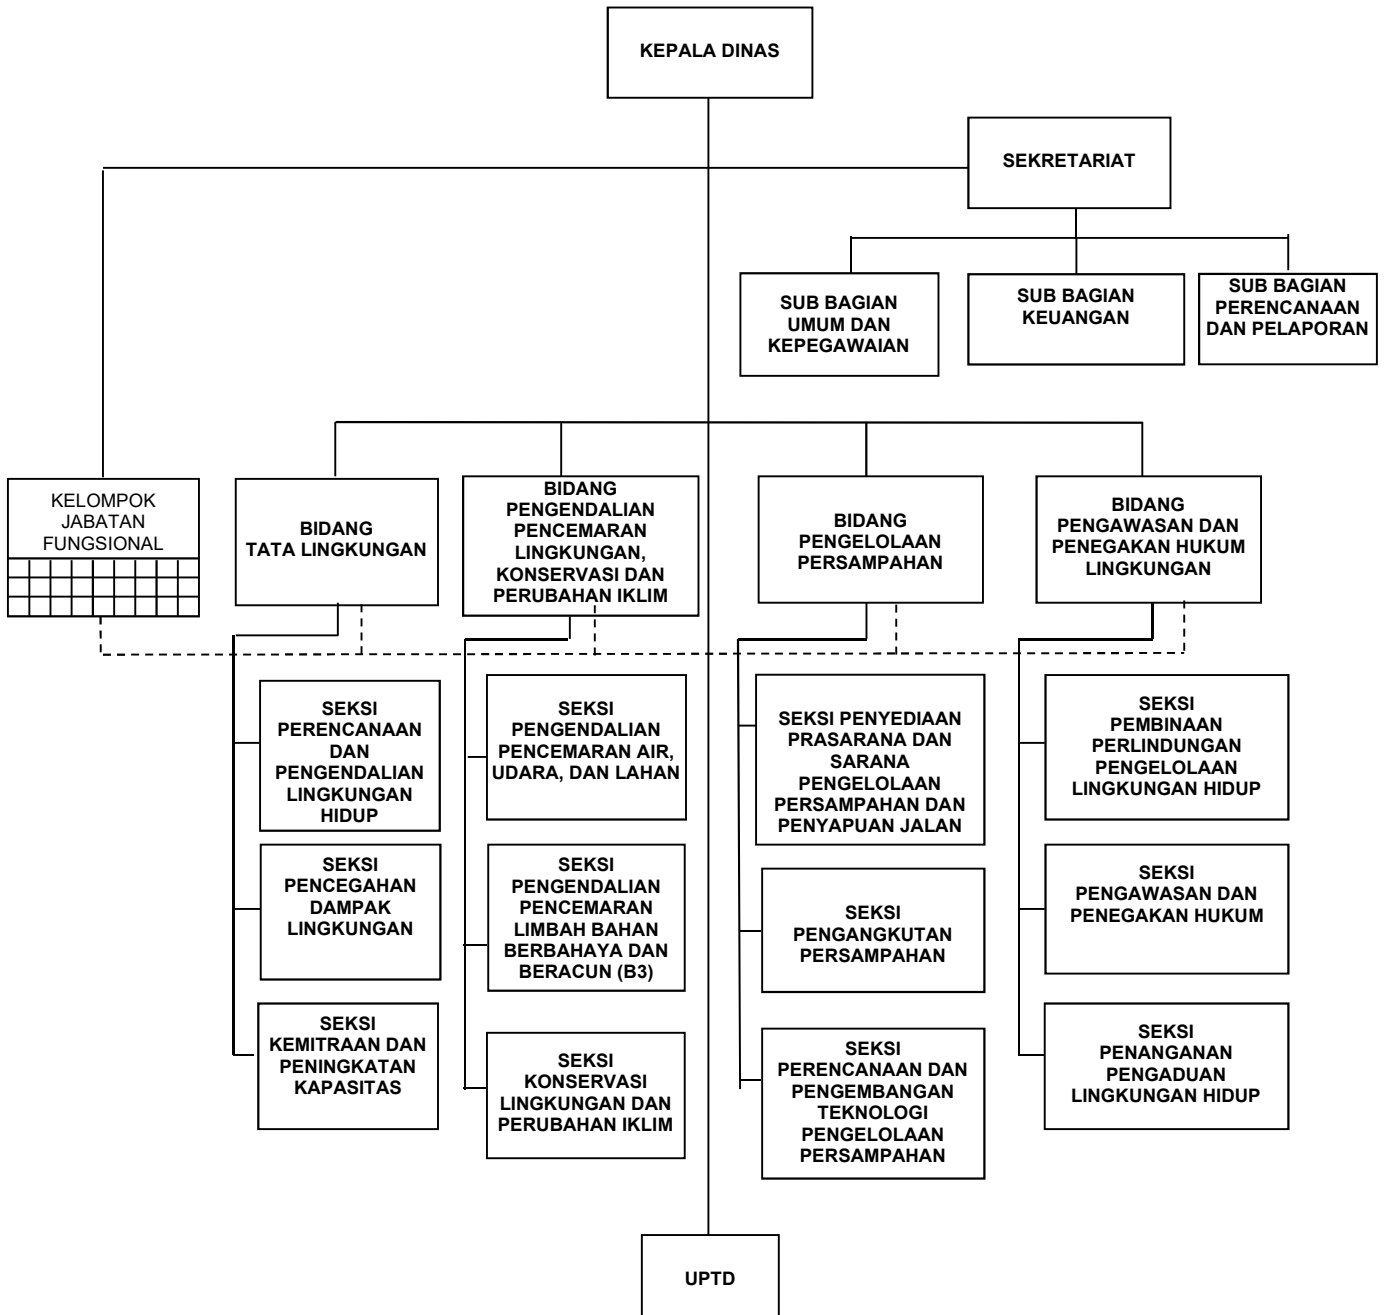 KEPALA DINAS
SEKRETARIAT
SUB BAGIAN
UMUM DAN
KEPEGAWAIAN
SUB BAGIAN
KEUANGAN
SUB BAGIAN
PERENCANAAN
DAN PELAPORAN
KELOMPOK
JABATAN
FUNGSIONAL
BIDANG
TATA LINGKUNGAN
BIDANG
PENGENDALIAN
PENCEMARAN
LINGKUNGAN,
KONSERVASI DAN
PERUBAHAN IKLIM
BIDANG
PENGELOLAAN
PERSAMPAHAN
BIDANG
PENGAWASAN DAN
PENEGAKAN HUKUM
LINGKUNGAN
SEKSI
PERENCANAAN
DAN
PENGENDALIAN
LINGKUNGAN
HIDUP
SEKSI
PENGENDALIAN
PENCEMARAN AIR,
UDARA, DAN LAHAN
SEKSI PENYEDIAAN
PRASARANA DAN
SARANA
PENGELOLAAN
PERSAMPAHAN DAN
PENYAPUAN JALAN
SEKSI
PEMBINAAN
PERLINDUNGAN
PENGELOLAAN
LINGKUNGAN HIDUP
SEKSI
PENCEGAHAN
DAMPAK
LINGKUNGAN
SEKSI
PENGENDALIAN
PENCEMARAN
LIMBAH BAHAN
BERBAHAYA DAN
BERACUN (B3)
SEKSI
PENGANGKUTAN
PERSAMPAHAN
SEKSI
PENGAWASAN DAN
PENEGAKAN HUKUM
SEKSI
KEMITRAAN DAN
PENINGKATAN
KAPASITAS
SEKSI
KONSERVASI
LINGKUNGAN DAN
PERUBAHAN IKLIM
SEKSI
PERENCANAAN DAN
PENGEMBANGAN
TEKNOLOGI
PENGELOLAAN
PERSAMPAHAN
SEKSI
PENANGANAN
PENGADUAN
LINGKUNGAN HIDUP
UPTD